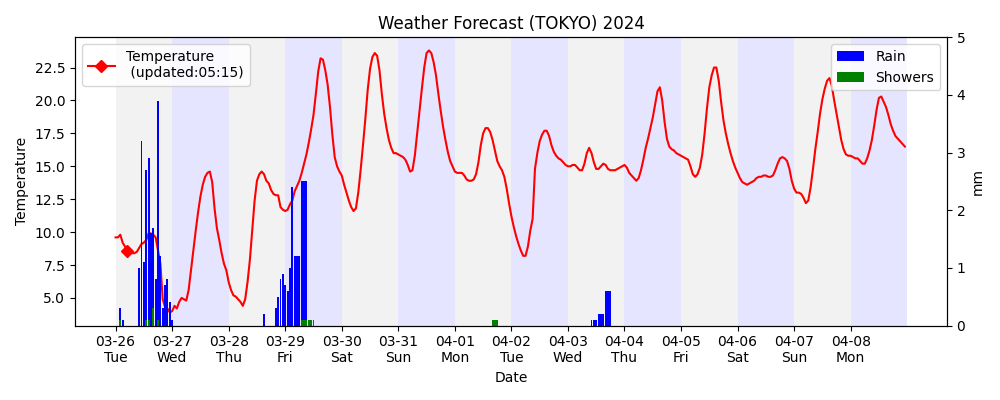 Weather Forecast (TOKYO) 2024
Temperature
(updated:05:15)
Rain
Showers
Temperature
22.5
20.0
17.5
15.0
12.5
10.0
7.5
5.0
5
4
3
2
1
0
mm
03-26 03-27 03-28 03-29 03-30 03-31 04-01 04-02 04-03 04-04 04-05 04-06 04-07 04-08
Tue Wed Thu Fri Sat Sun Mon Tue Wed Thu Fri Sat Sun Mon
Date